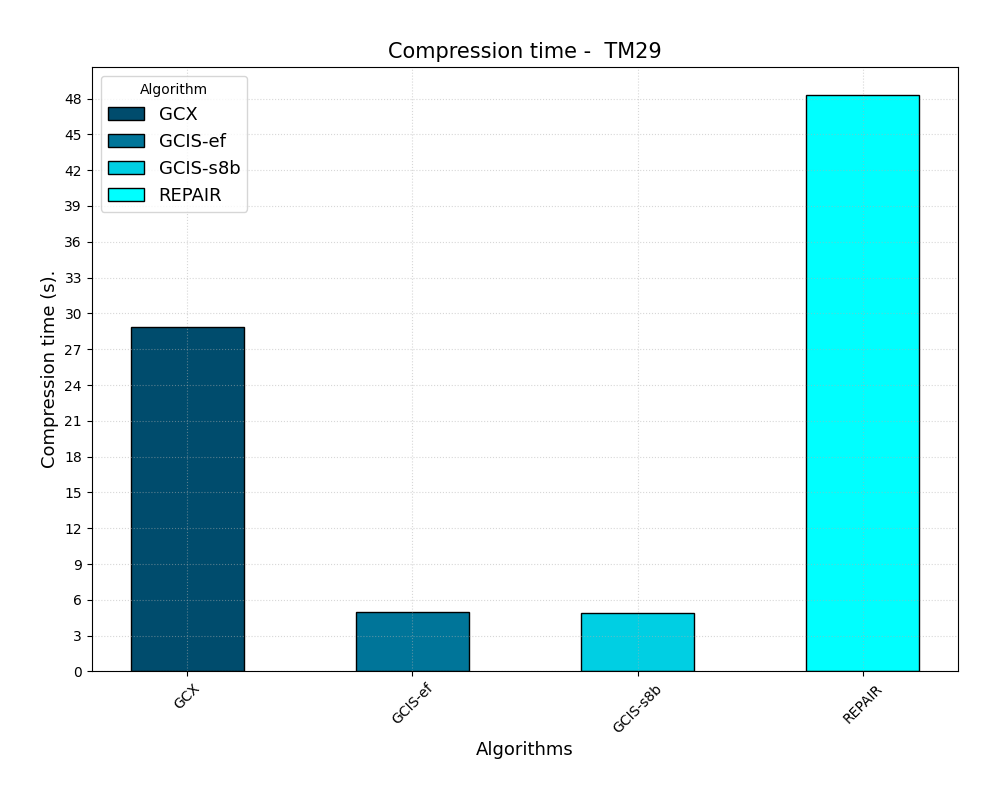 Compression time -  TM29
Algorithm
GCX
GCIS-ef
GCIS-s8b
REPAIR
Compression time (s).
48
45
42
39
36
33
30
27
24
21
18
15
12
9
6
3
0
GCX
GCIS-ef
GCIS-s8b
REPAIR
Algorithms